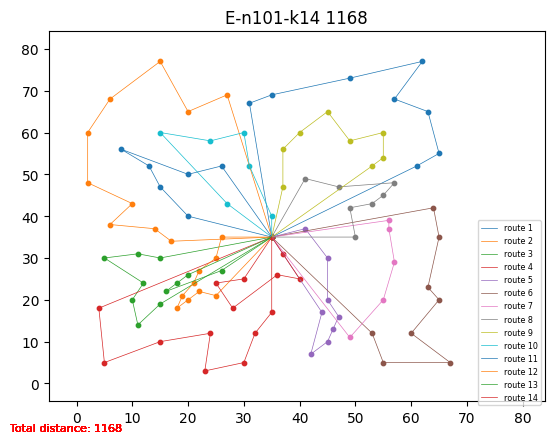 E-n101-k14 1168
80
70
60
50
40
30
20
10
0
0 10 20 30 40 50 60 70 80
route 1
route 2
route 3
route 4
route 5
route 6
route 7
route 8
route 9
route 10
route 11
route 12
route 13
route 14
Total distance: 1168